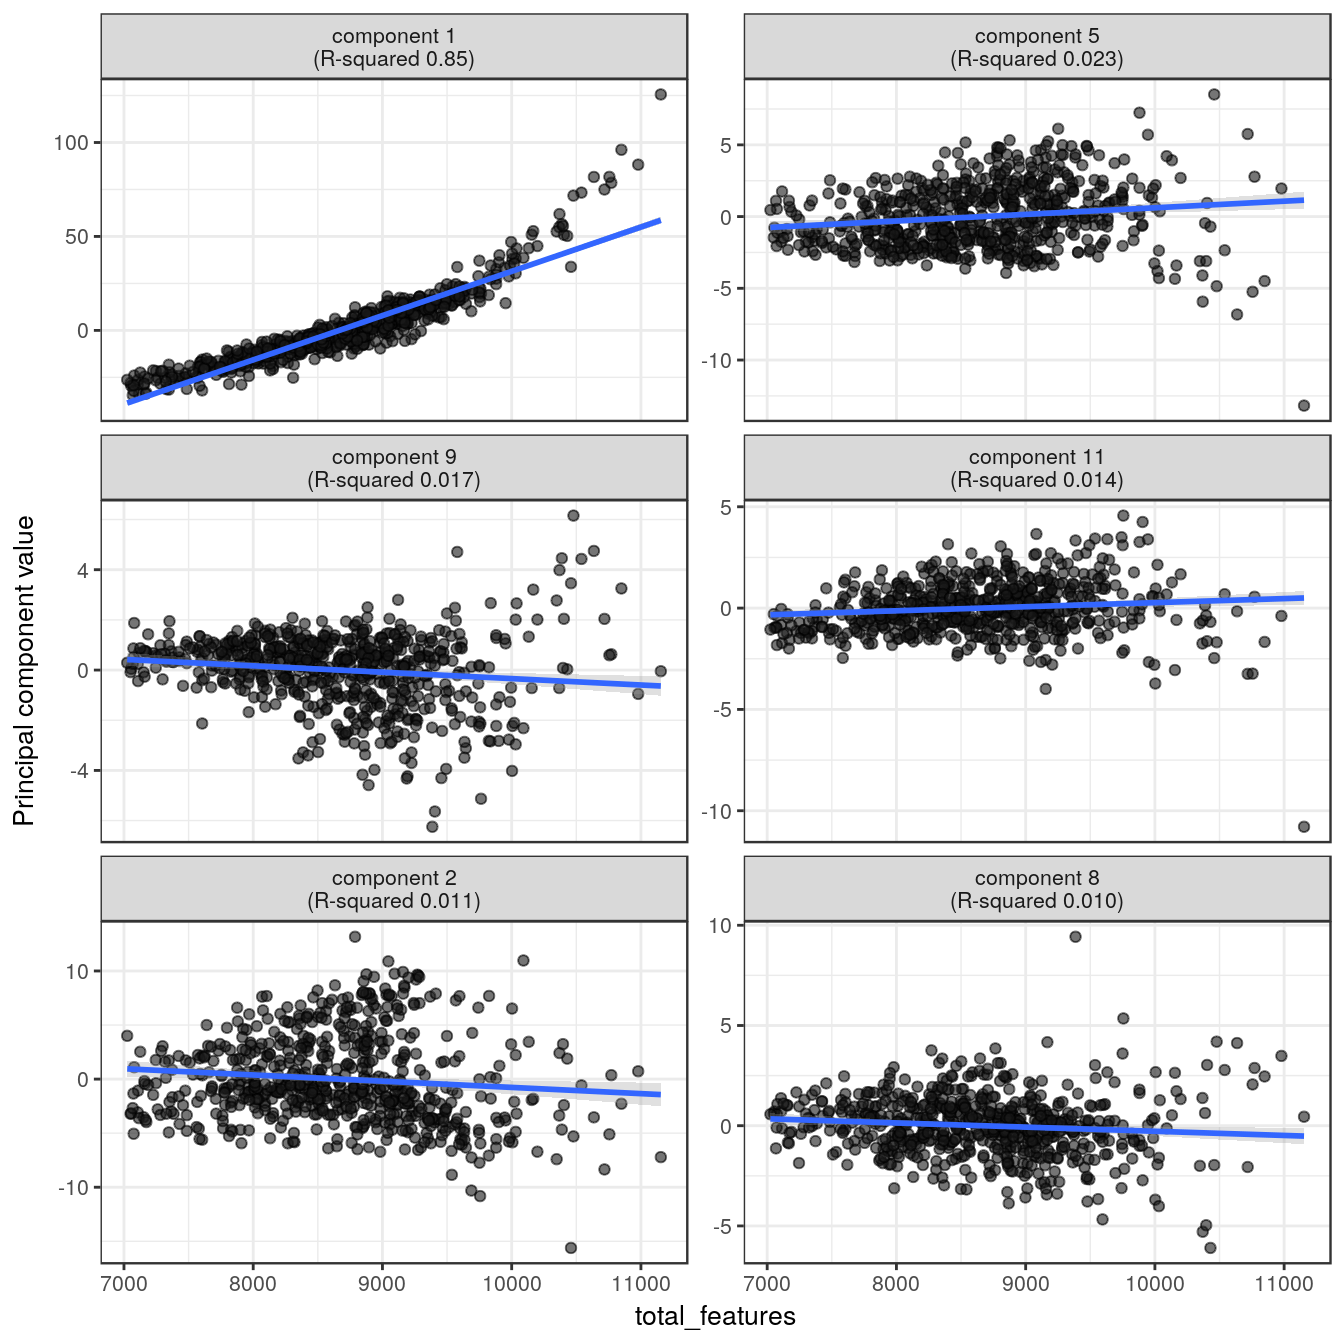 component 1
(R-squared 0.85)
component 5
(R-squared 0.023)
100
50
0
5
0
-5
-10
component 9
(R-squared 0.017)
component 11
(R-squared 0.014)
4
0
-4
5
0
-5
-10
component 2
(R-squared 0.011)
component 8
(R-squared 0.010)
10
0
-10
10
5
0
-5
7000 8000 9000 10000 11000
7000 8000 9000 10000 11000
total_features
Principal component value